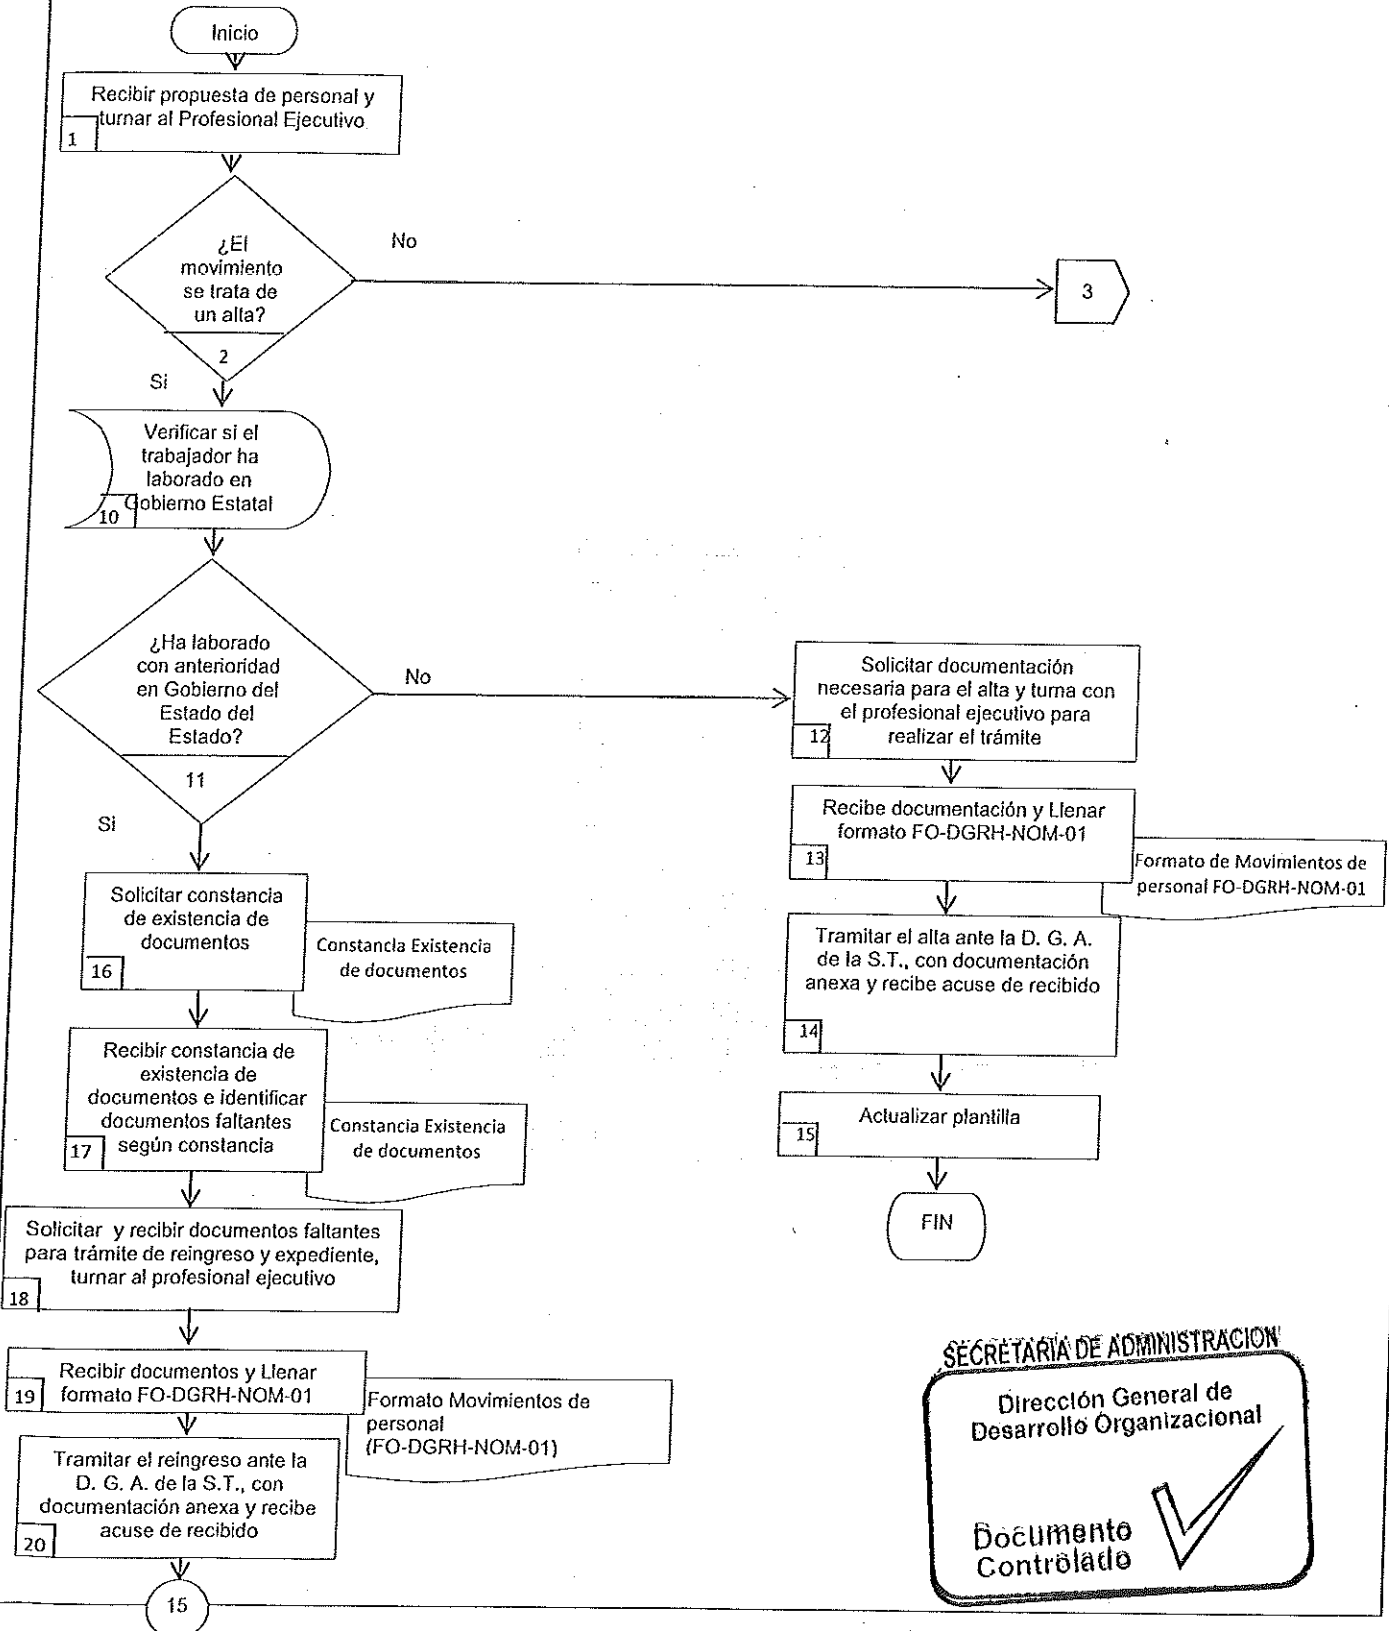 Inicio
Recibir propuesta de personal y
turnar al Profesional Ejecutivo.
1
¿El
movimiento
se trata de
un alta?
2
No
3
Si
Verificar si el
trabajador ha
laborado en
Gobierno Estatal
10
¿Ha laborado
con anterioridad
en Gobierno del
Estado del
Estado?
11
No
Si
Solicitar documentación
necesaria para el alta y turna con
el profesional ejecutivo para
realizar el trámite
12
Recibe documentación y Llenar
formato FO-DGRH-NOM-01
13
Formato de Movimientos de
personal FO-DGRH-NOM-01
Tramitar el alta ante la D. G. A.
de la S.T., con documentación
anexa y recibe acuse de recibido
14
Actualizar plantilla
15
FIN
Solicitar constancia
de existencia de
documentos
16
Constancia Existencia
de documentos
Recibir constancia de
existencia de
documentos e identificar
documentos faltantes
según constancia
17
Constancia Existencia
de documentos
Solicitar y recibir documentos faltantes
para trámite de reingreso y expediente,
turnar al profesional ejecutivo
18
Recibir documentos y Llenar
formato FO-DGRH-NOM-01
19
Formato Movimientos de
personal
(FO-DGRH-NOM-01)
Tramitar el reingreso ante la
D. G. A. de la S.T., con
documentación anexa y recibe
acuse de recibido
20
15
SECRETARÍA DE ADMINISTRACION
Dirección General de
Desarrollo Organizacional
Documento
Controlado